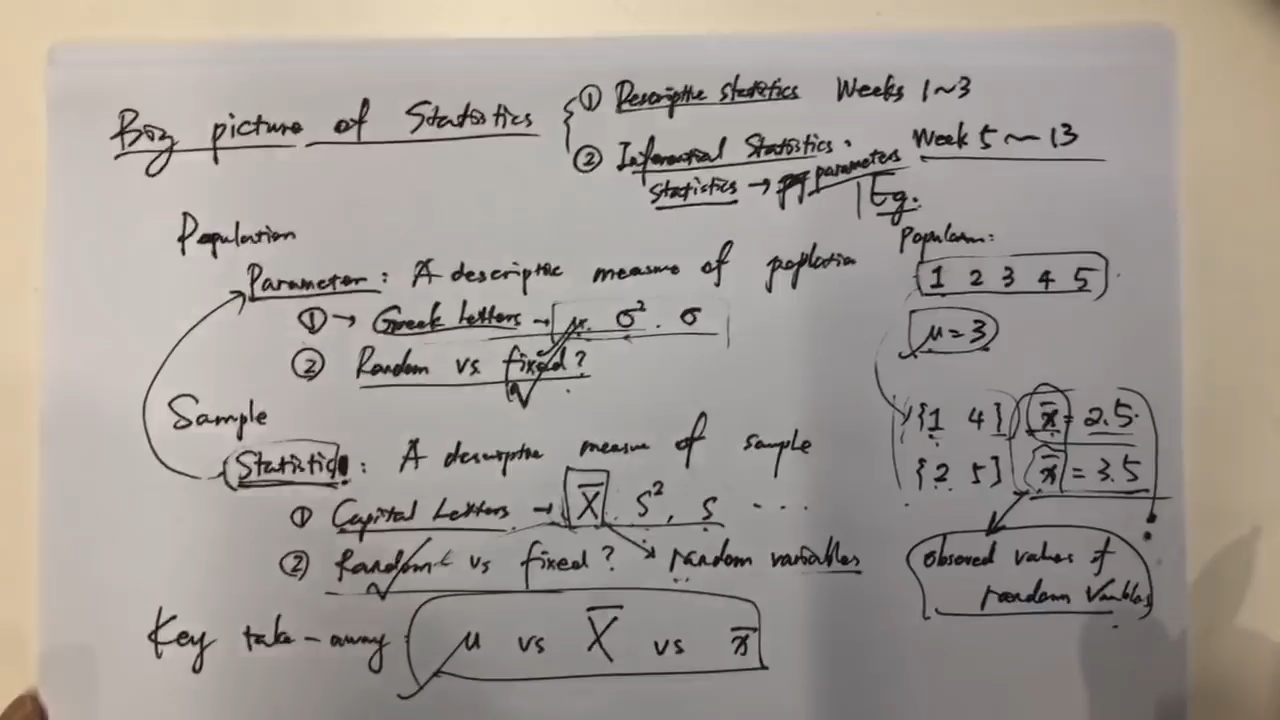 Big picture of Statistics
① Descriptive Statistics Weeks 1~3
② Inferential Statistics. Week 5 ~ 13
Statistics → parameters
Population
Parameter : A descriptive measure of poplation
① → Greek Letters → μ. σ². σ
② Random vs fixed?
Sample
Statistic : A descriptive measure of sample
① Capital Letters → X̄. S², S ...
② Random vs fixed? → random variables
Key take-away: μ vs X̄ vs x̄
Eg.
Population:
1 2 3 4 5
μ = 3
{1 4} x̄ = 2.5
{2 5} x̄ = 3.5
observed values of
random variables